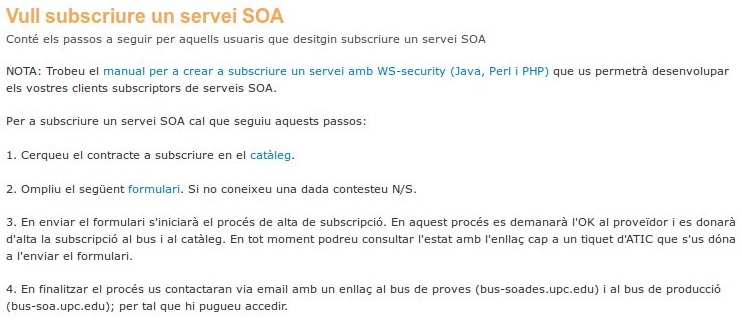 Vull subscriure un servei SOA
Conté els passos a seguir per aquells usuaris que desitgin subscriure un servei SOA
NOTA: Trobeu el manual per a crear a subscriure un servei amb WS-security (Java, Perl i PHP) que us permetrà desenvolupar
els vostres clients subscriptors de serveis SOA.
Per a subscriure un servei SOA cal que seguiu aquests passos:
1. Cerqueu el contracte a subscriure en el catàleg.
2. Ompliu el següent formulari. Si no coneixeu una dada contesteu N/S.
3. En enviar el formulari s'iniciarà el procés de alta de subscripció. En aquest procés es demanarà l'OK al proveïdor i es donarà
d'alta la subscripció al bus i al catàleg. En tot moment podreu consultar l'estat amb l'enllaç cap a un tiquet d'ATIC que s'us dóna
a l'enviar el formulari.
4. En finalitzar el procés us contactaran via email amb un enllaç al bus de proves (bus-soades.upc.edu) i al bus de producció
(bus-soa.upc.edu); per tal que hi pugueu accedir.